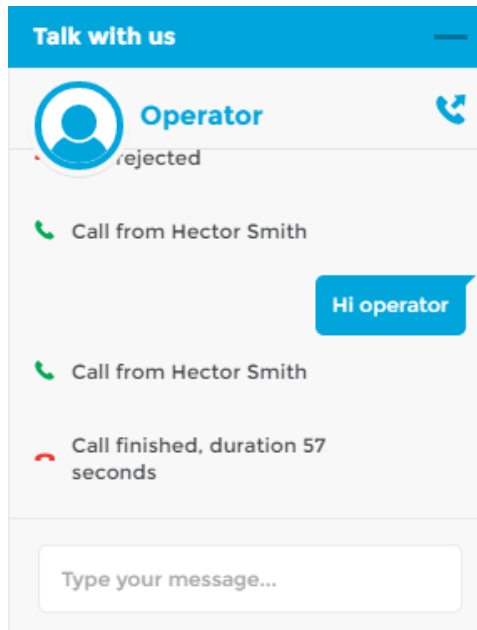 Talk with us
Operator
rejected
Call from Hector Smith
Hi operator
Call from Hector Smith
Call finished, duration 57
seconds
Type your message...